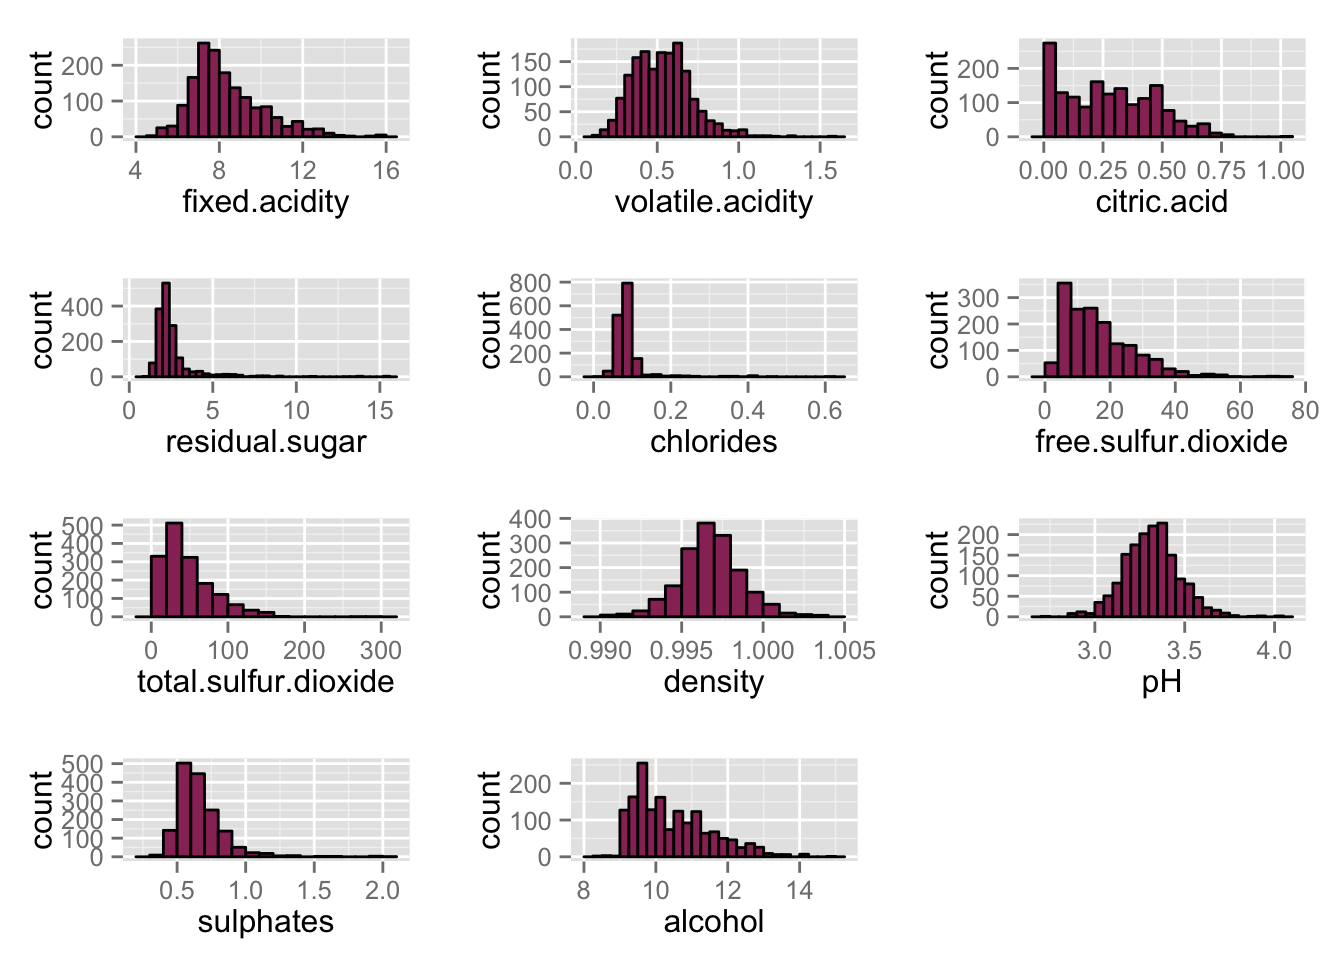 count
200
100
0
4 8 12 16
fixed.acidity
count
150
100
50
0
0.0 0.5 1.0 1.5
volatile.acidity
count
200
100
0
0.00 0.25 0.50 0.75 1.00
citric.acid
count
400
200
0
0 5 10 15
residual.sugar
count
800
600
400
200
0
0.0 0.2 0.4 0.6
chlorides
count
300
200
100
0
0 20 40 60 80
free.sulfur.dioxide
count
500
400
300
200
100
0
0 100 200 300
total.sulfur.dioxide
count
400
300
200
100
0
0.990 0.995 1.000 1.005
density
count
200
150
100
50
0
3.0 3.5 4.0
pH
count
500
400
300
200
100
0
0.5 1.0 1.5 2.0
sulphates
count
200
100
0
8 10 12 14
alcohol